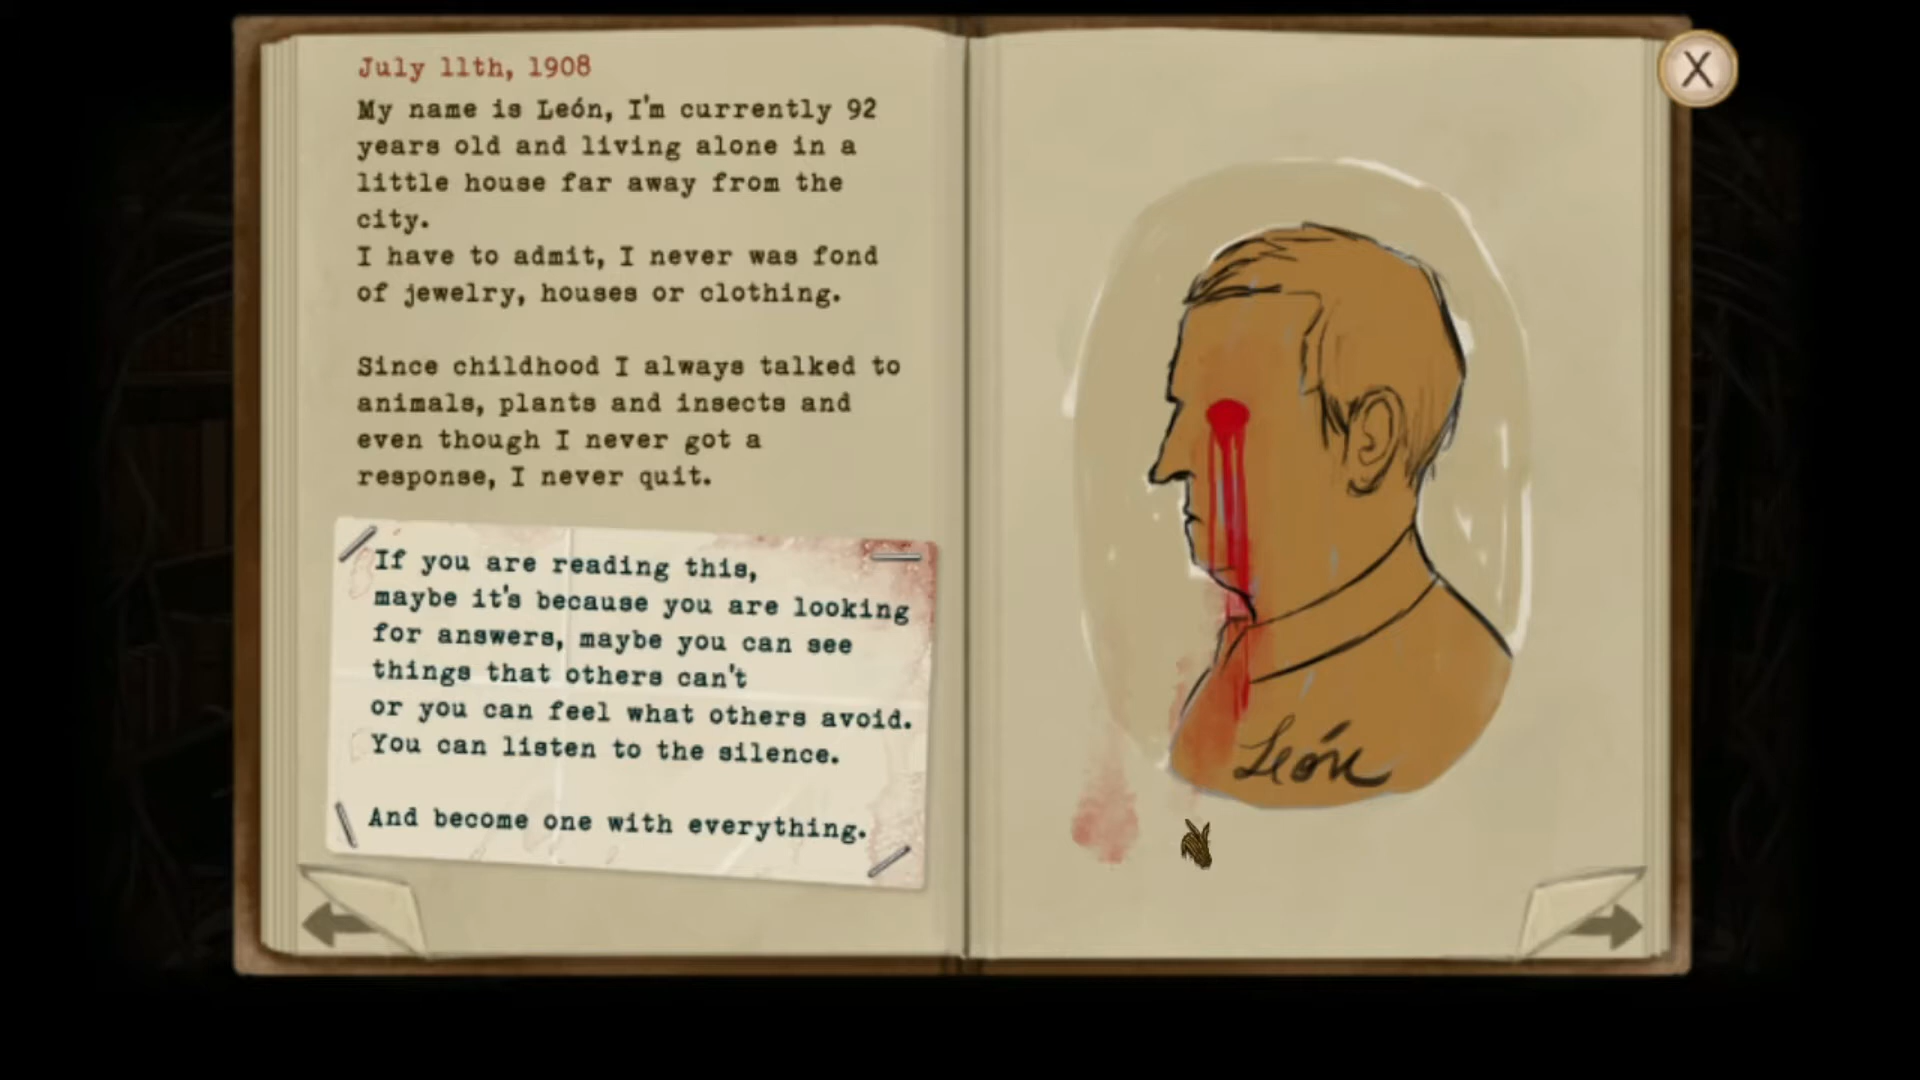 July 11th, 1908
My name is León, I'm currently 92
years old and living alone in a
little house far away from the
city.
I have to admit, I never was fond
of jewelry, houses or clothing.
Since childhood I always talked to
animals, plants and insects and
even though I never got a
response, I never quit.
If you are reading this,
maybe it's because you are looking
for answers, maybe you can see
things that others can't
or you can feel what others avoid.
You can listen to the silence.
And become one with everything.
León
X